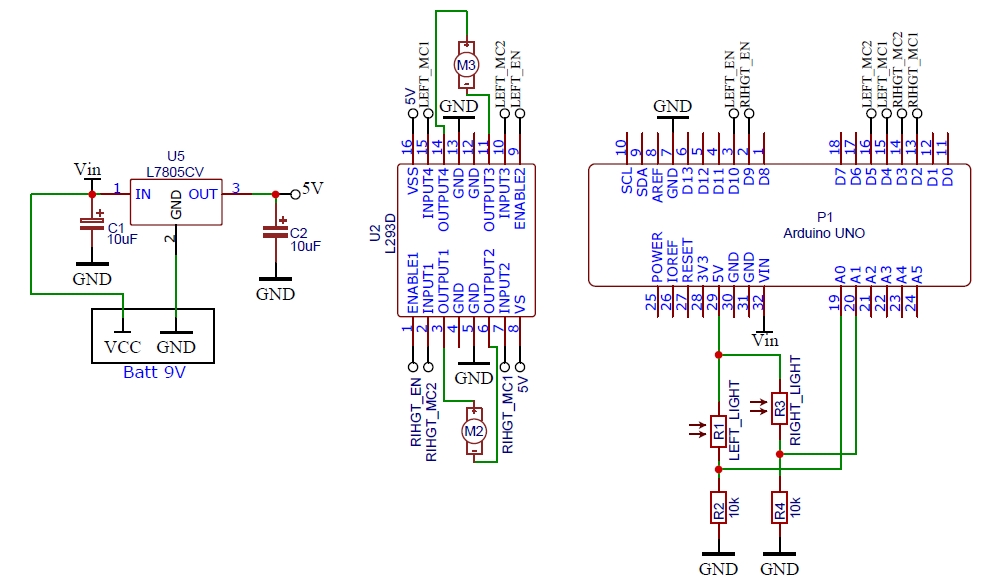 Vin
U5
L7805CV
1
IN
GND
OUT
3
5V
2
C1
10uF
GND
C2
10uF
GND
VCC
GND
Batt 9V
M3
5V
LEFT_MC1
GND
LEFT_MC2
LEFT_EN
16
15
14
13
12
11
10
9
VSS
INPUT4
OUTPUT4
GND
GND
OUTPUT3
INPUT3
ENABLE2
U2
L293D
ENABLE1
INPUT1
OUTPUT1
GND
GND
OUTPUT2
INPUT2
VS
1
2
3
4
5
6
7
8
RIHGT_EN
RIHGT_MC2
GND
RIHGT_MC1
5V
M2
GND
LEFT_EN
RIHGT_EN
LEFT_MC2
LEFT_MC1
RIHGT_MC2
RIHGT_MC1
10
9
8
7
6
5
4
3
2
1
18
17
16
15
14
13
12
11
SCL
SDA
AREF
GND
D13
D12
D11
D10
D9
D8
D7
D6
D5
D4
D3
D2
D1
D0
P1
Arduino UNO
POWER
IOREF
RESET
3V3
5V
GND
GND
VIN
A0
A1
A2
A3
A4
A5
25
26
27
28
29
30
31
32
19
20
21
22
23
24
Vin
R1
LEFT_LIGHT
R3
RIGHT_LIGHT
R2
10k
R4
10k
GND
GND